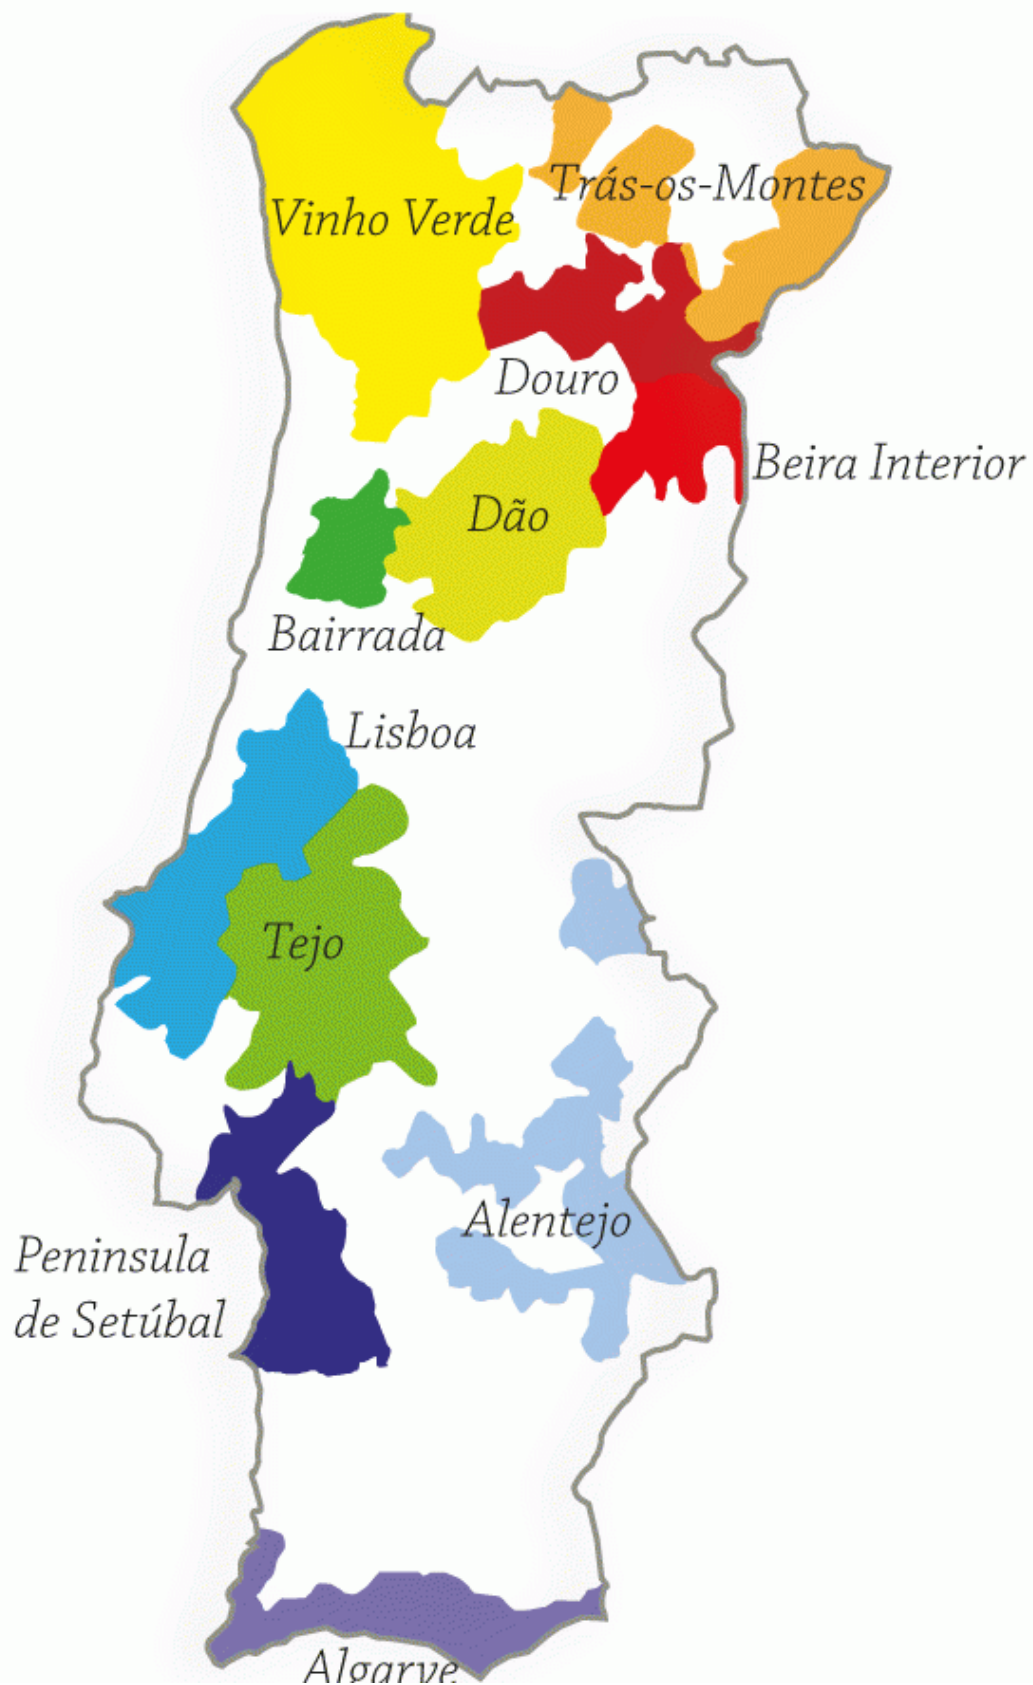 Trás-os-Montes
Vinho Verde
Douro
Beira Interior
Dão
Bairrada
Lisboa
Tejo
Alentejo
Peninsula
de Setúbal
Algarve